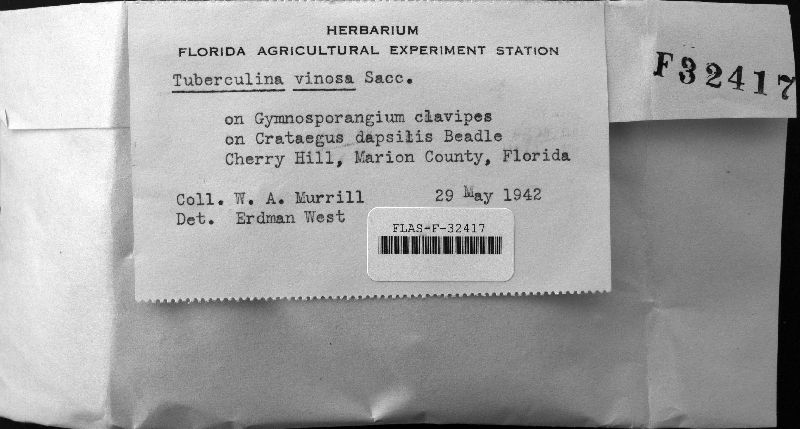 HERBARIUM
FLORIDA AGRICULTURAL EXPERIMENT STATION
Tuberculina vinosa Sacc.
on Gymnosporangium clavipes
on Crataegus dapsilis Beadle
Cherry Hill, Marion County, Florida
Coll. W. A. Murrill 29 May 1942
Det. Erdman West
FLAS-F-32417
F32417